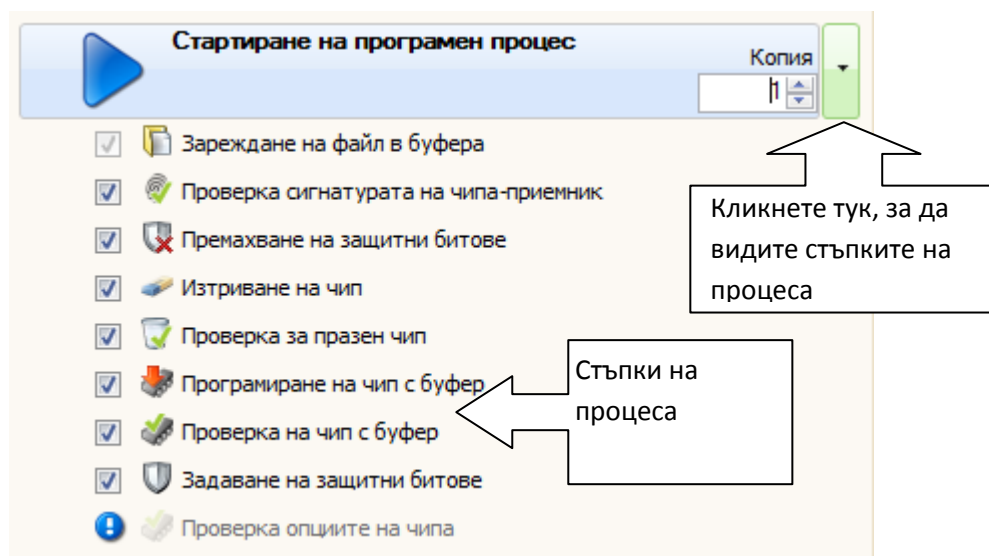 Стартиране на програмен процес
Копия
1
Зареждане на файл в буфера
Проверка сигнатурата на чипа-приемник
Премахване на защитни битове
Изтриване на чип
Проверка за празен чип
Програмиране на чип с буфер
Проверка на чип с буфер
Задаване на защитни битове
Проверка опциите на чипа
Кликнете тук, за да
видите стъпките на
процеса
Стъпки на
процеса